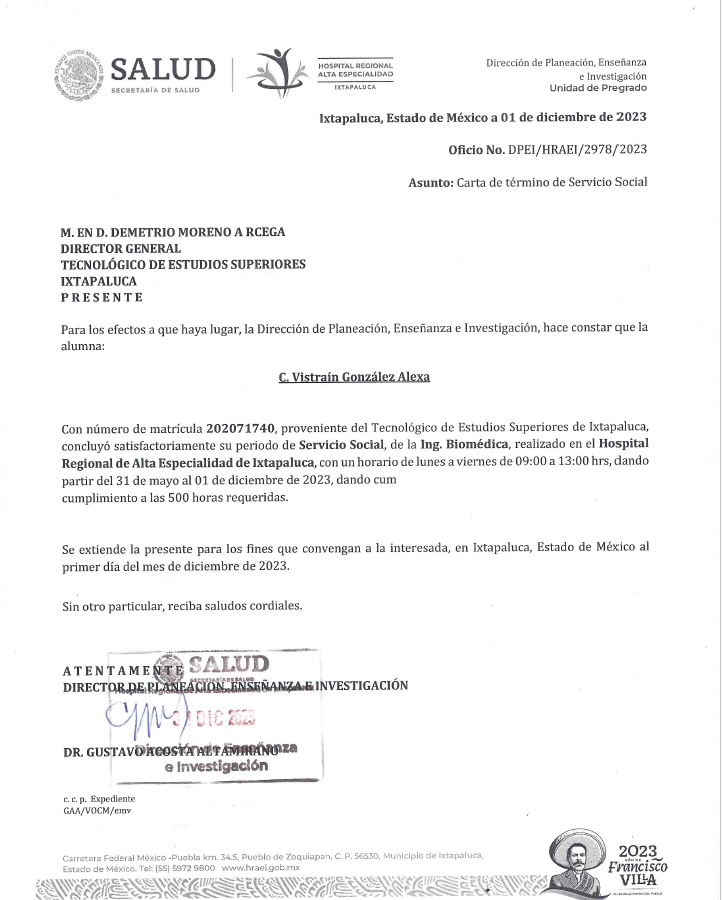 SALUD
SECRETARÍA DE SALUD
HOSPITAL REGIONAL
ALTA ESPECIALIDAD
IXTAPALUCA
Dirección de Planeación, Enseñanza
e Investigación
Unidad de Pregrado
Ixtapaluca, Estado de México a 01 de diciembre de 2023
Oficio No. DPEI/HRAEI/2978/2023
Asunto: Carta de término de Servicio Social
M. EN D. DEMETRIO MORENO A RCEGA
DIRECTOR GENERAL
TECNOLÓGICO DE ESTUDIOS SUPERIORES
IXTAPALUCA
P R E S E N T E
Para los efectos a que haya lugar, la Dirección de Planeación, Enseñanza e Investigación, hace constar que la
alumna:
C. Vistraín González Alexa
Con número de matrícula 202071740, proveniente del Tecnológico de Estudios Superiores de Ixtapaluca,
concluyó satisfactoriamente su periodo de Servicio Social, de la Ing. Biomédica, realizado en el Hospital
Regional de Alta Especialidad de Ixtapaluca, con un horario de lunes a viernes de 09:00 a 13:00 hrs, dando
partir del 31 de mayo al 01 de diciembre de 2023, dando cum
cumplimiento a las 500 horas requeridas.
Se extiende la presente para los fines que convengan a la interesada, en Ixtapaluca, Estado de México al
primer día del mes de diciembre de 2023.
Sin otro particular, reciba saludos cordiales.
SALUD
A T E N T A M E N T E
SECRETARÍA DE SALUD
DIRECTOR DE PLANEACIÓN, ENSEÑANZA E INVESTIGACIÓN
DIC 2023
DR. GUSTAVO ACOSTA ALTAMIRANO
e Investigación
c. c. p. Expediente
GAA/VOCM/emv
Carretera Federal México -Puebla km. 34.5, Pueblo de Zoquiapan, C. P. 56530, Municipio de Ixtapaluca,
Estado de México. Tel: (55) 5972 9800 www.hraei.gob.mx
2023
AÑO DE
Francisco
VILLA